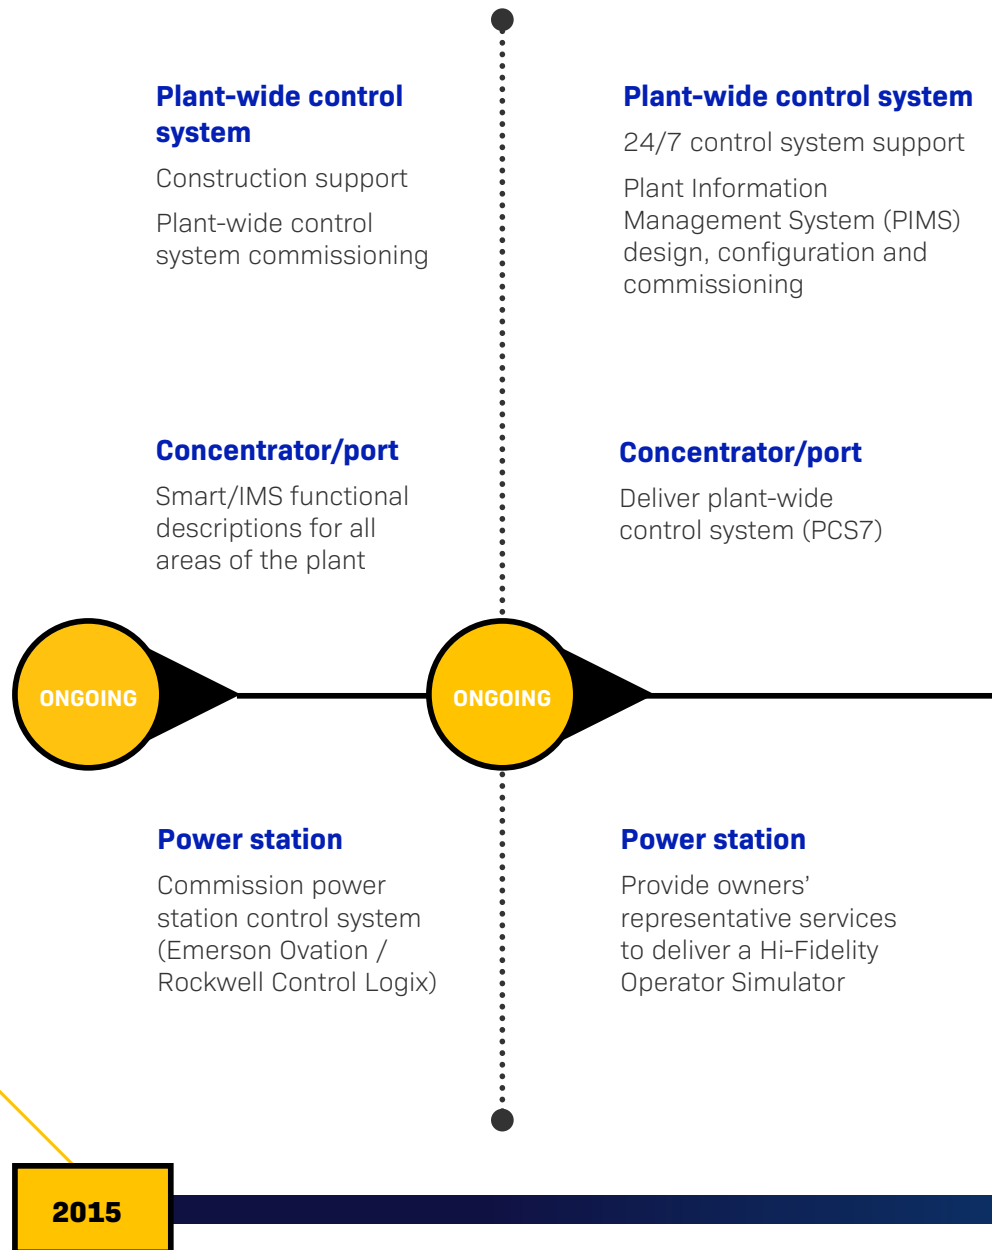 Plant-wide control
system
Construction support
Plant-wide control
system commissioning
Plant-wide control system
24/7 control system support
Plant Information
Management System (PIMS)
design, configuration and
commissioning
Concentrator/port
Smart/IMS functional
descriptions for all
areas of the plant
Concentrator/port
Deliver plant-wide
control system (PCS7)
ONGOING
ONGOING
Power station
Commission power
station control system
(Emerson Ovation /
Rockwell Control Logix)
Power station
Provide owners’
representative services
to deliver a Hi-Fidelity
Operator Simulator
2015